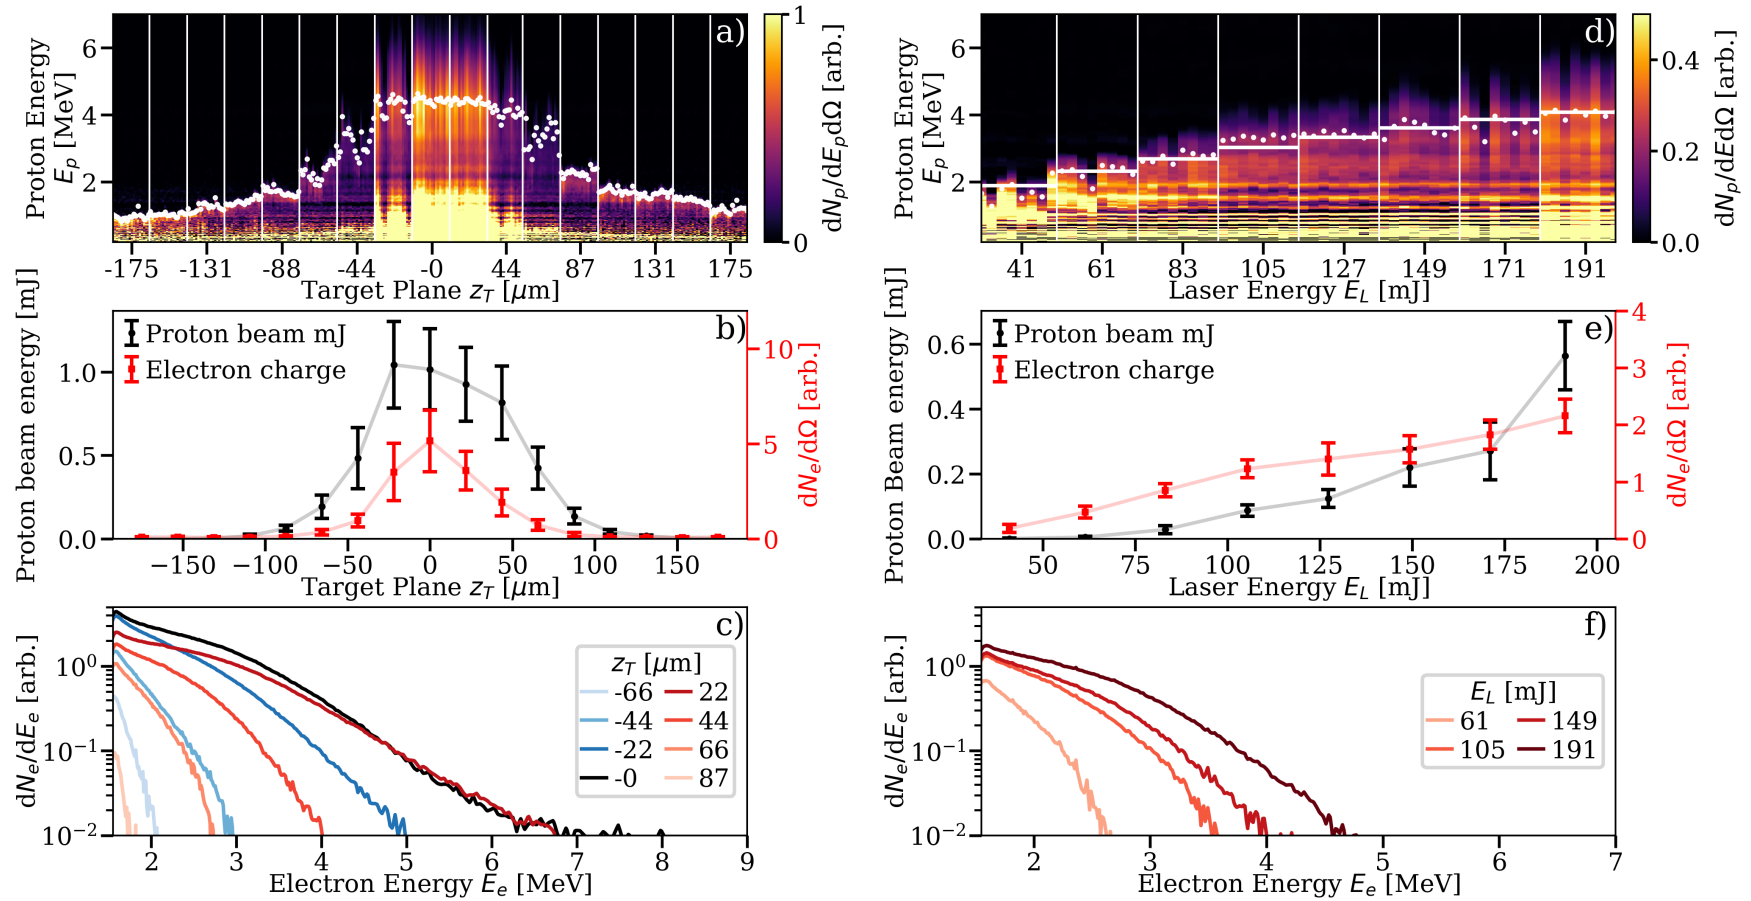 a)
Proton Energy
E_p [MeV]
6
4
2
-175 -131 -88 -44 -0 44 87 131 175
Target Plane z_T [μm]
1
0
dN_p/dE_pdΩ [arb.]
d)
Proton Energy
E_p [MeV]
6
4
2
41 61 83 105 127 149 171 191
Laser Energy E_L [mJ]
0.4
0.2
0.0
dN_p/dEdΩ [arb.]
b)
Proton beam energy [mJ]
1.0
0.5
0.0
Proton beam mJ
Electron charge
10
5
0
dN_e/dΩ [arb.]
−150 −100 −50 0 50 100 150
Target Plane z_T [μm]
e)
Proton Beam energy [mJ]
0.6
0.4
0.2
0.0
Proton beam mJ
Electron charge
4
3
2
1
0
dN_e/dΩ [arb.]
50 75 100 125 150 175 200
Laser Energy E_L [mJ]
c)
dN_e/dE_e [arb.]
10⁰
10⁻¹
10⁻²
z_T [μm]
-66 22
-44 44
-22 66
-0 87
2 3 4 5 6 7 8 9
Electron Energy E_e [MeV]
f)
dN_e/dE_e [arb.]
10⁰
10⁻¹
10⁻²
E_L [mJ]
61 149
105 191
2 3 4 5 6 7
Electron Energy E_e [MeV]